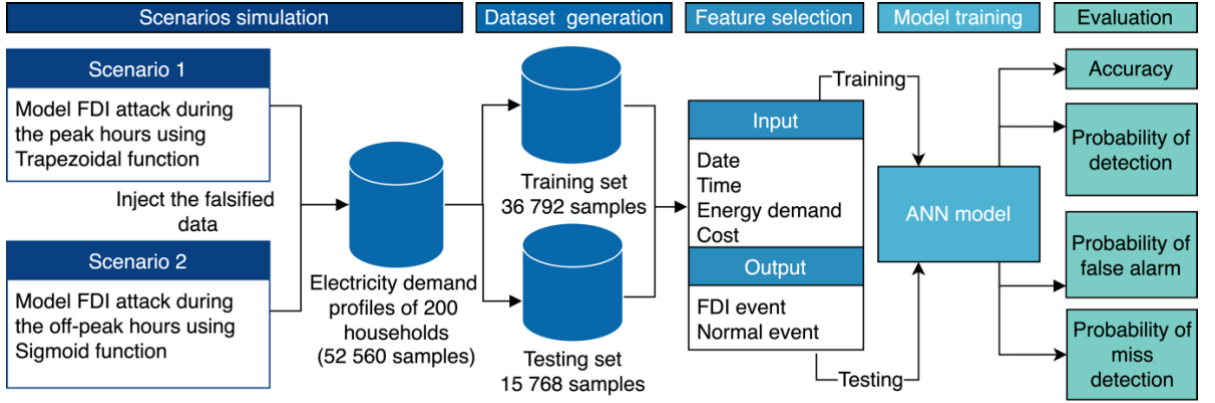 Scenarios simulation
Dataset generation
Feature selection
Model training
Evaluation
Scenario 1
Model FDI attack during
the peak hours using
Trapezoidal function
Inject the falsified
data
Scenario 2
Model FDI attack during
the off-peak hours using
Sigmoid function
Electricity demand
profiles of 200
households
(52 560 samples)
Training set
36 792 samples
Testing set
15 768 samples
Input
Date
Time
Energy demand
Cost
Output
FDI event
Normal event
Training
ANN model
Testing
Accuracy
Probability of
detection
Probability of
false alarm
Probability of
miss
detection